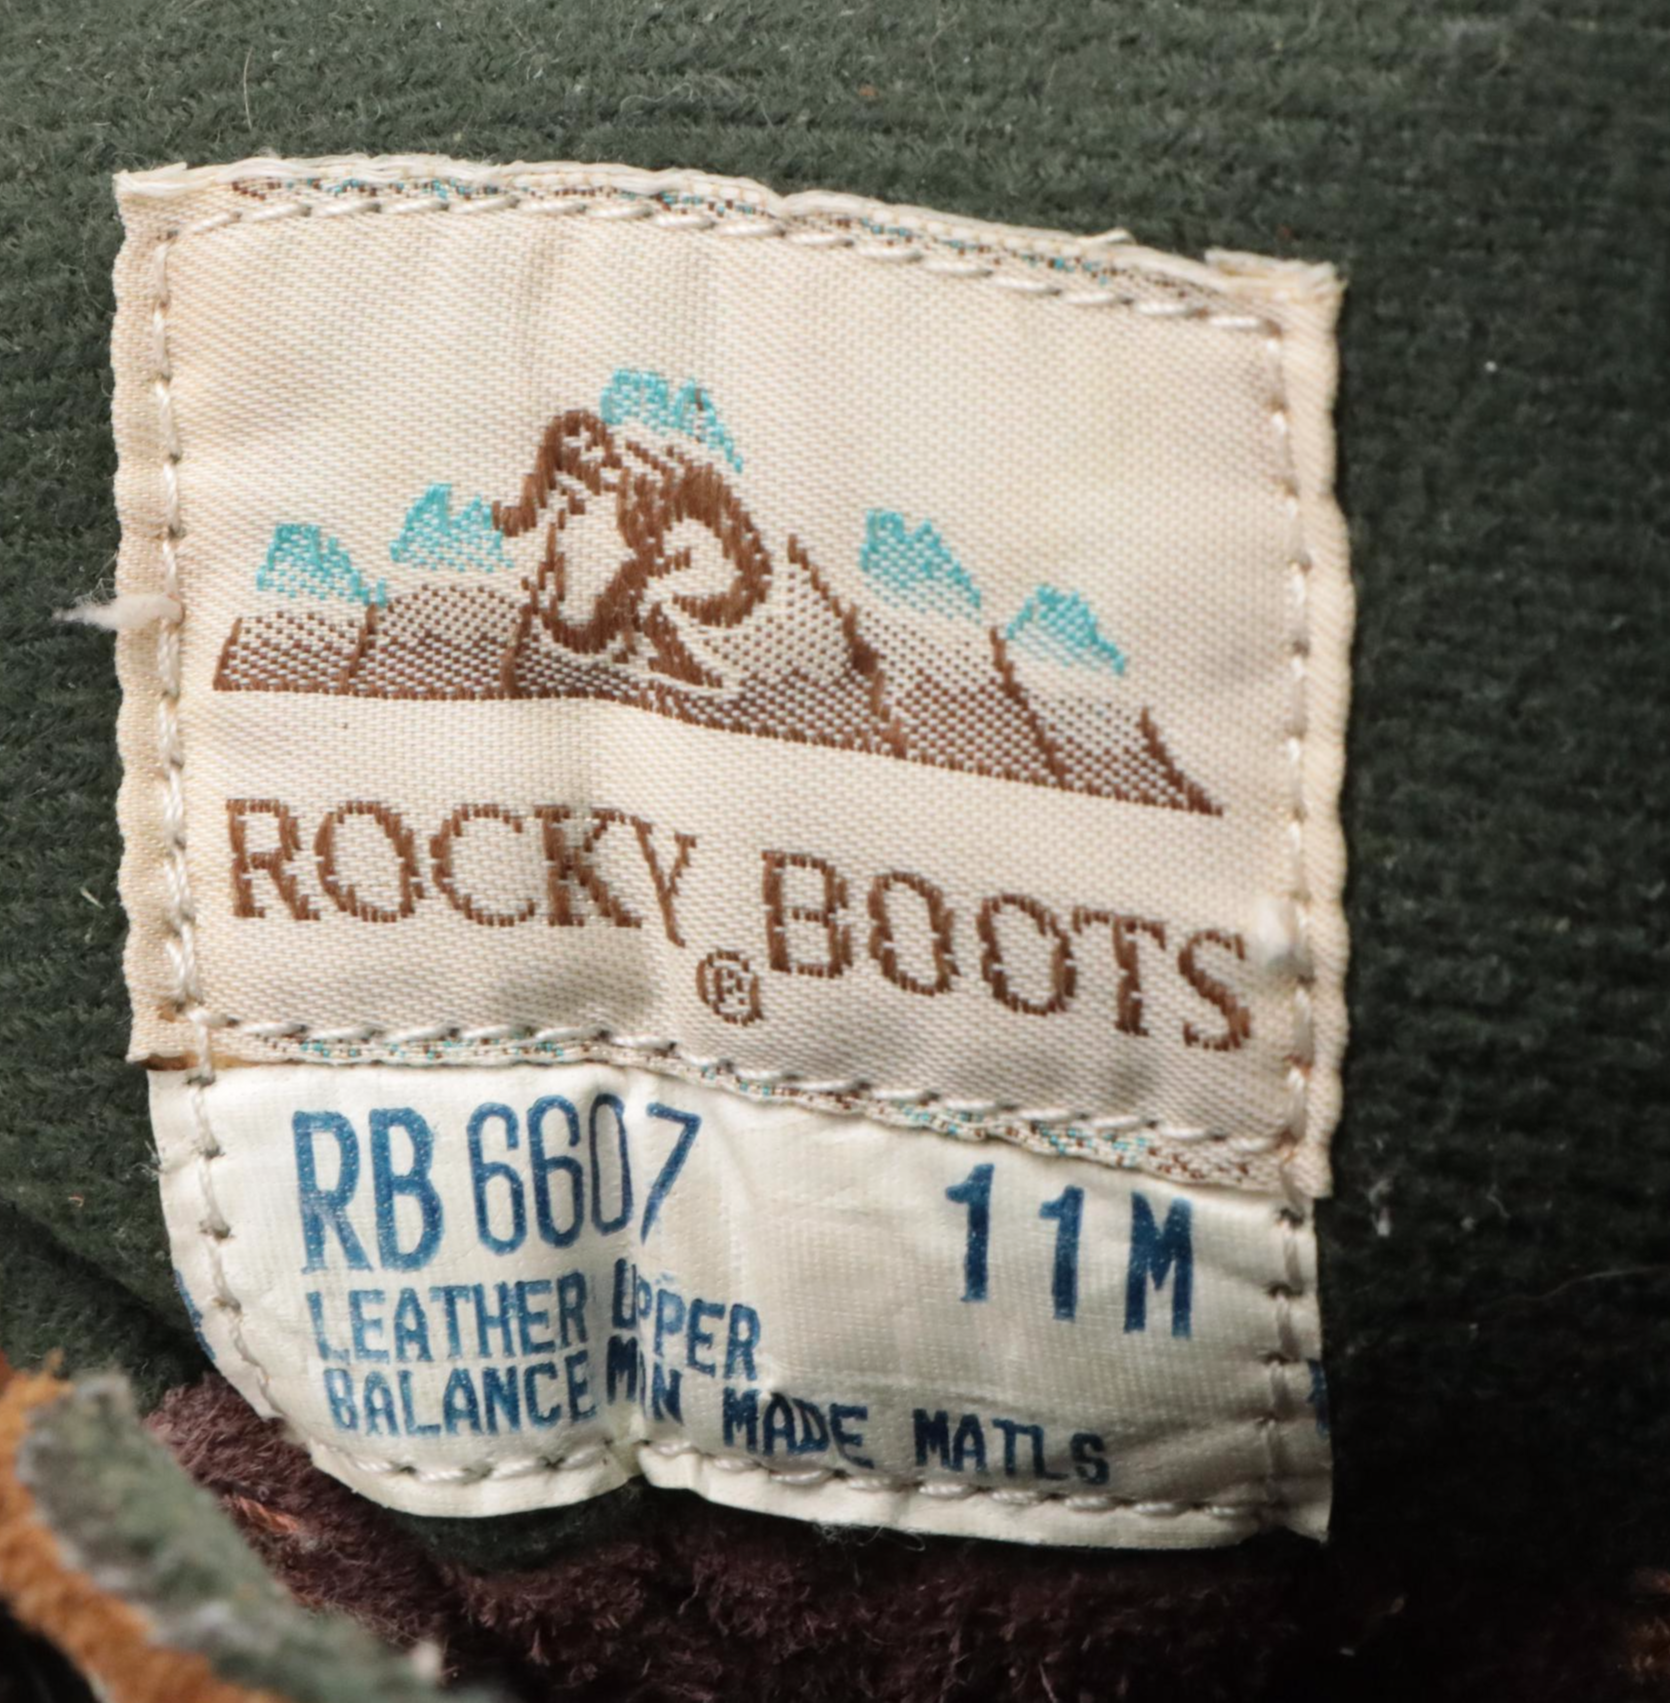 ROCKY BOOTS
®
RB 6607 11M
LEATHER UPPER
BALANCE MAN MADE MATLS